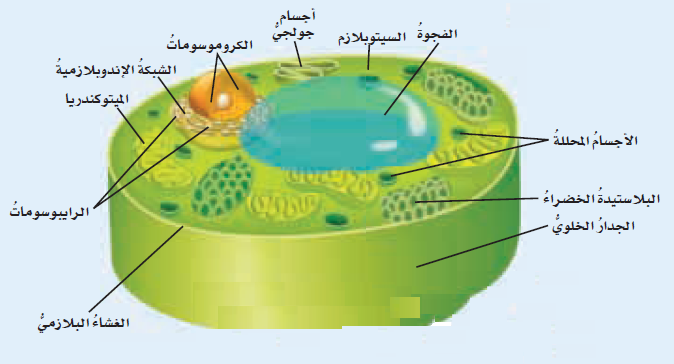 أجسام
جولجيُّ
الكروموسوماتُ
السيتوبلازم
الفجوةُ
الشبكةُ الإندوبلازميةُ
الميتوكندريا
الأجسامُ المحللةُ
البلاستيدةُ الخضراءُ
الرايبوسوماتُ
الجدارُ الخلويُّ
الغشاءُ البلازميُّ